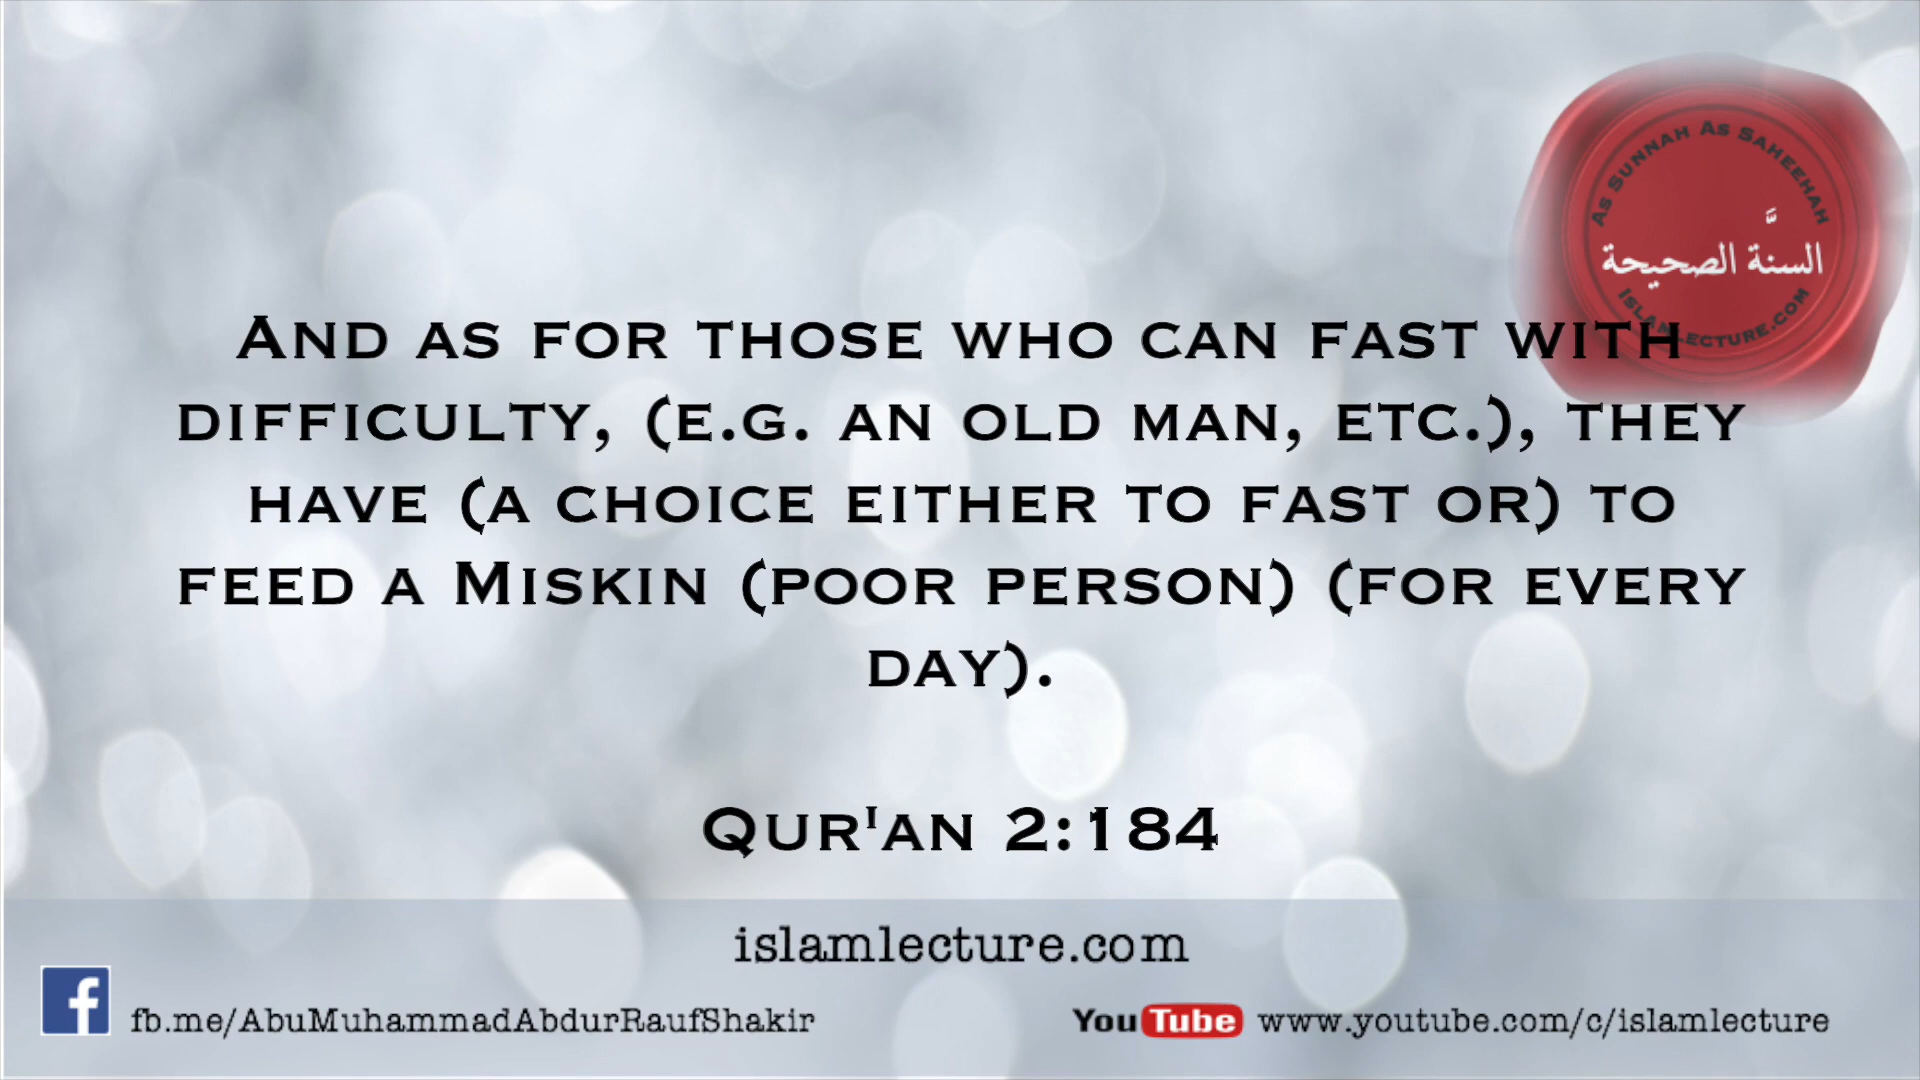 As Sunnah As Saheehah
السنَّة الصحيحة
Islamlecture.com
And as for those who can fast with
difficulty, (e.g. an old man, etc.), they
have (a choice either to fast or) to
feed a Miskin (poor person) (for every
day).
Qur'an 2:184
islamlecture.com
fb.me/AbuMuhammadAbdurRaufShakir
YouTube www.youtube.com/c/islamlecture